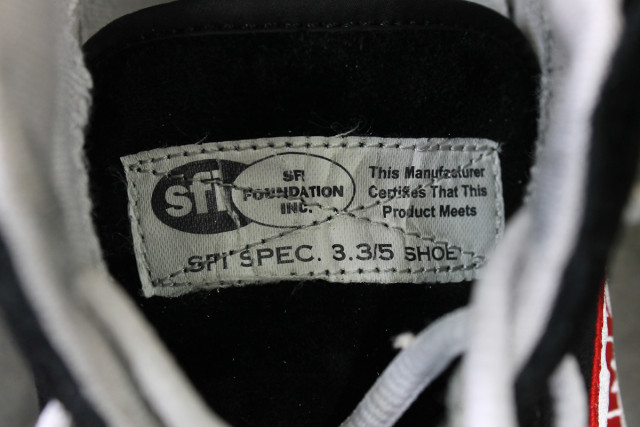 sfi
SFI
FOUNDATION
INC.
This Manufacturer
Certifies That This
Product Meets
SFI SPEC. 3.3/5 SHOE